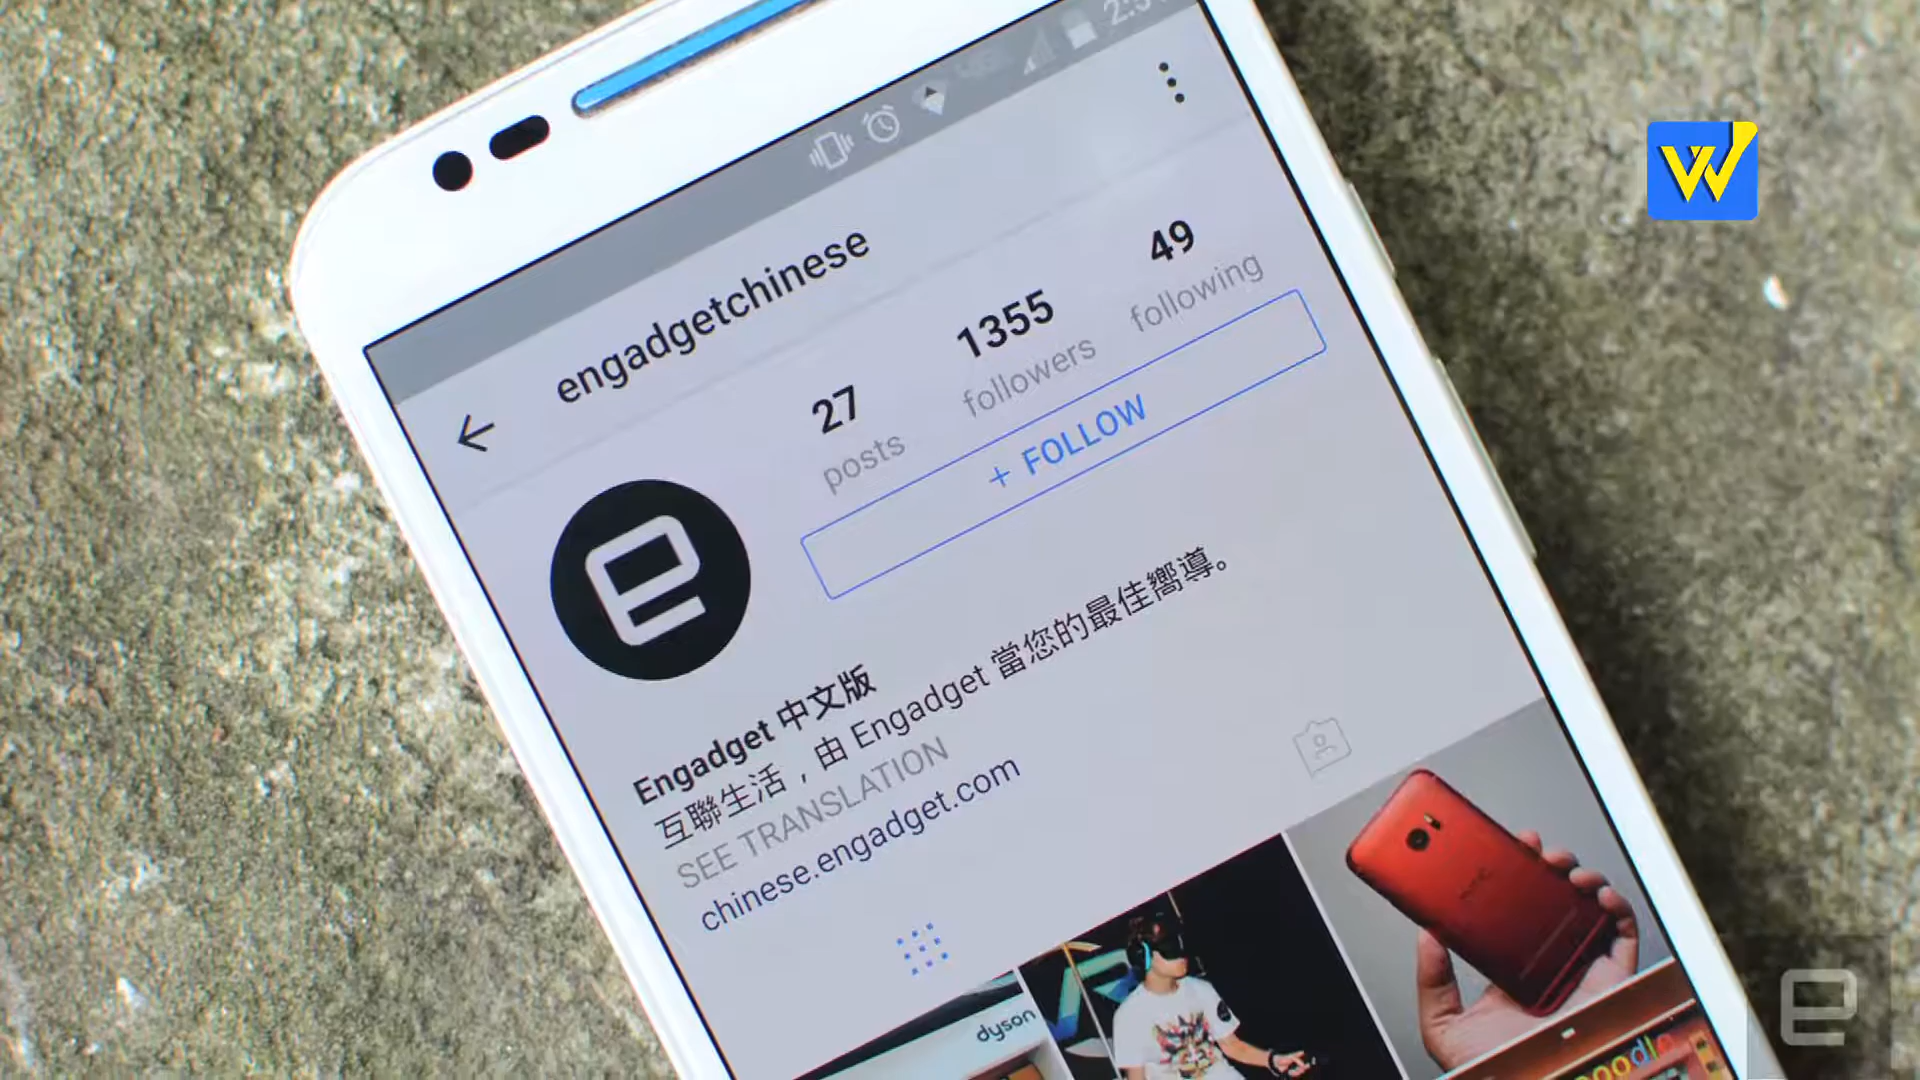 engadgetchinese
27
posts
1355
followers
49
following
+ FOLLOW
Engadget 中文版
互聯生活，由 Engadget 當您的最佳嚮導。
SEE TRANSLATION
chinese.engadget.com
dyson